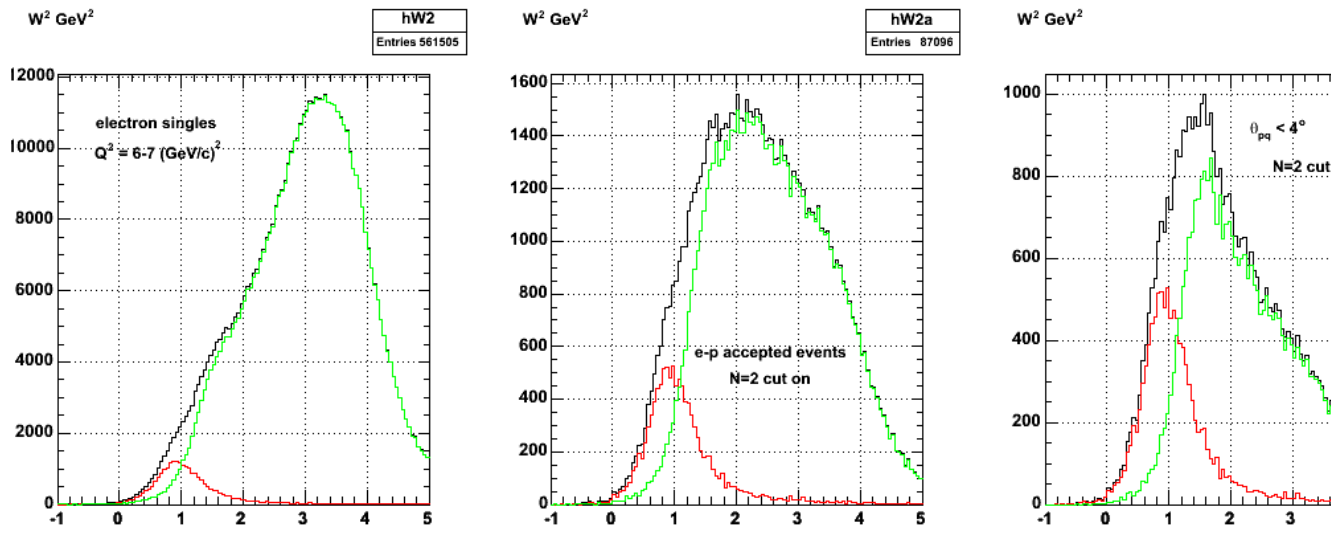 W² GeV²
hW2
Entries 561505
12000
10000
8000
6000
4000
2000
0
electron singles
Q² = 6-7 (GeV/c)²
-1 0 1 2 3 4 5
W² GeV²
hW2a
Entries 87096
1600
1400
1200
1000
800
600
400
200
0
e-p accepted events
N=2 cut on
-1 0 1 2 3 4 5
W² GeV²
1000
800
600
400
200
0
θpq < 4°
N=2 cut
-1 0 1 2 3